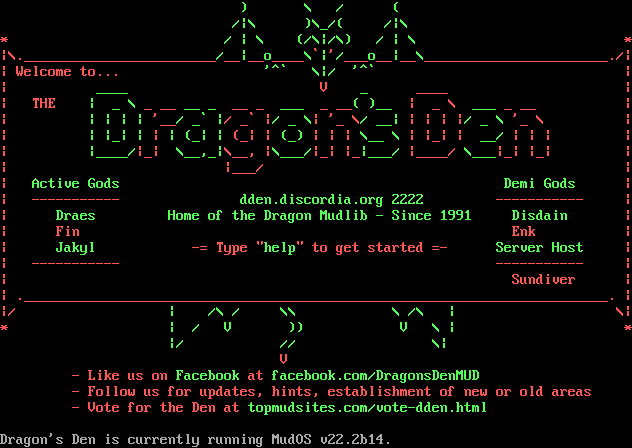 Welcome to...
THE
Dragon's Den
Active Gods
Demi Gods
dden.discordia.org 2222
Draes
Home of the Dragon Mudlib - Since 1991
Disdain
Fin
Enk
Jakyl
-= Type "help" to get started =-
Server Host
Sundiver
- Like us on Facebook at facebook.com/DragonsDenMUD
- Follow us for updates, hints, establishment of new or old areas
- Vote for the Den at topmudsites.com/vote-dden.html
Dragon's Den is currently running MudOS v22.2b14.